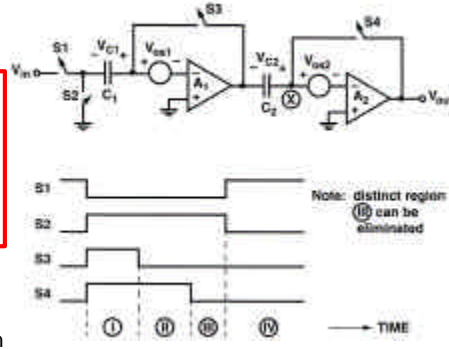 S3
S4
S1
VC1
Vos1
VC2
Vos2
Vin
S2
C1
A1
C2
X
A2
Vou
S1
S2
S3
S4
Note: distinct region
III can be
eliminated
I
II
III
IV
TIME